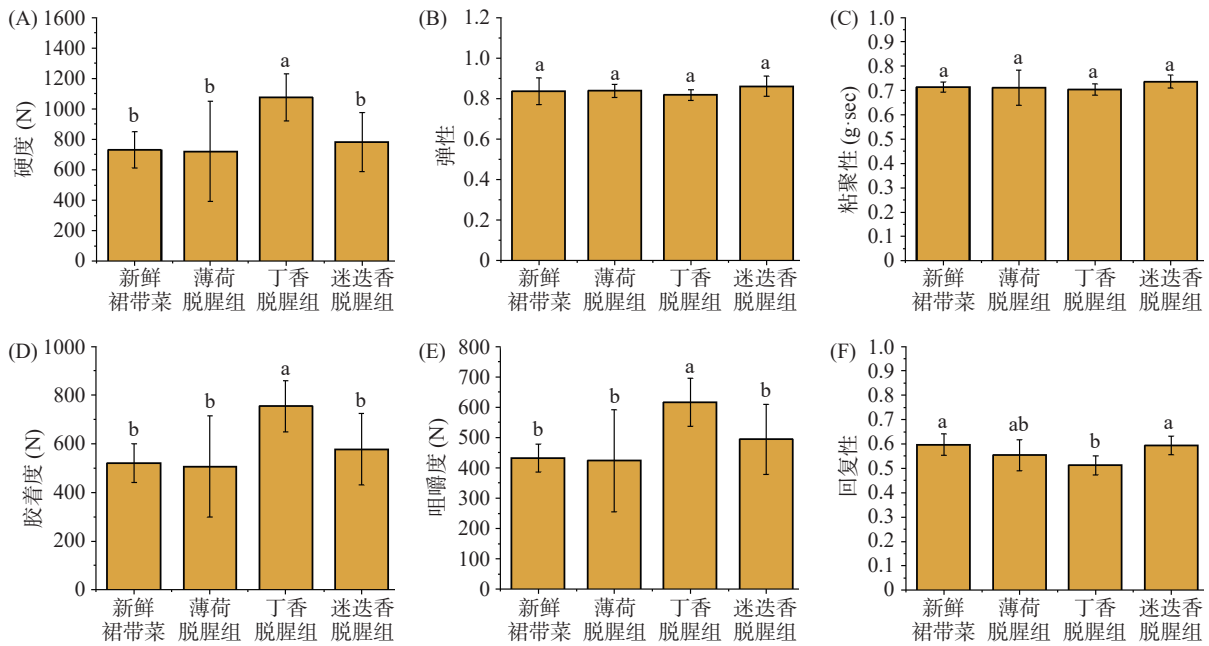 (A)
1600
1400
1200
1000
800
600
400
200
0
硬度 (N)
b
b
a
b
新鲜
裙带菜
薄荷
脱腥组
丁香
脱腥组
迷迭香
脱腥组
(B)
1.2
1.0
0.8
0.6
0.4
0.2
0
弹性
a
a
a
a
新鲜
裙带菜
薄荷
脱腥组
丁香
脱腥组
迷迭香
脱腥组
(C)
1.0
0.9
0.8
0.7
0.6
0.5
0.4
0.3
0.2
0.1
0
粘聚性 (g·sec)
a
a
a
a
新鲜
裙带菜
薄荷
脱腥组
丁香
脱腥组
迷迭香
脱腥组
(D)
1000
800
600
400
200
0
胶着度 (N)
b
b
a
b
新鲜
裙带菜
薄荷
脱腥组
丁香
脱腥组
迷迭香
脱腥组
(E)
800
700
600
500
400
300
200
100
0
咀嚼度 (N)
b
b
a
b
新鲜
裙带菜
薄荷
脱腥组
丁香
脱腥组
迷迭香
脱腥组
(F)
1.0
0.9
0.8
0.7
0.6
0.5
0.4
0.3
0.2
0.1
0
回复性
a
ab
b
a
新鲜
裙带菜
薄荷
脱腥组
丁香
脱腥组
迷迭香
脱腥组